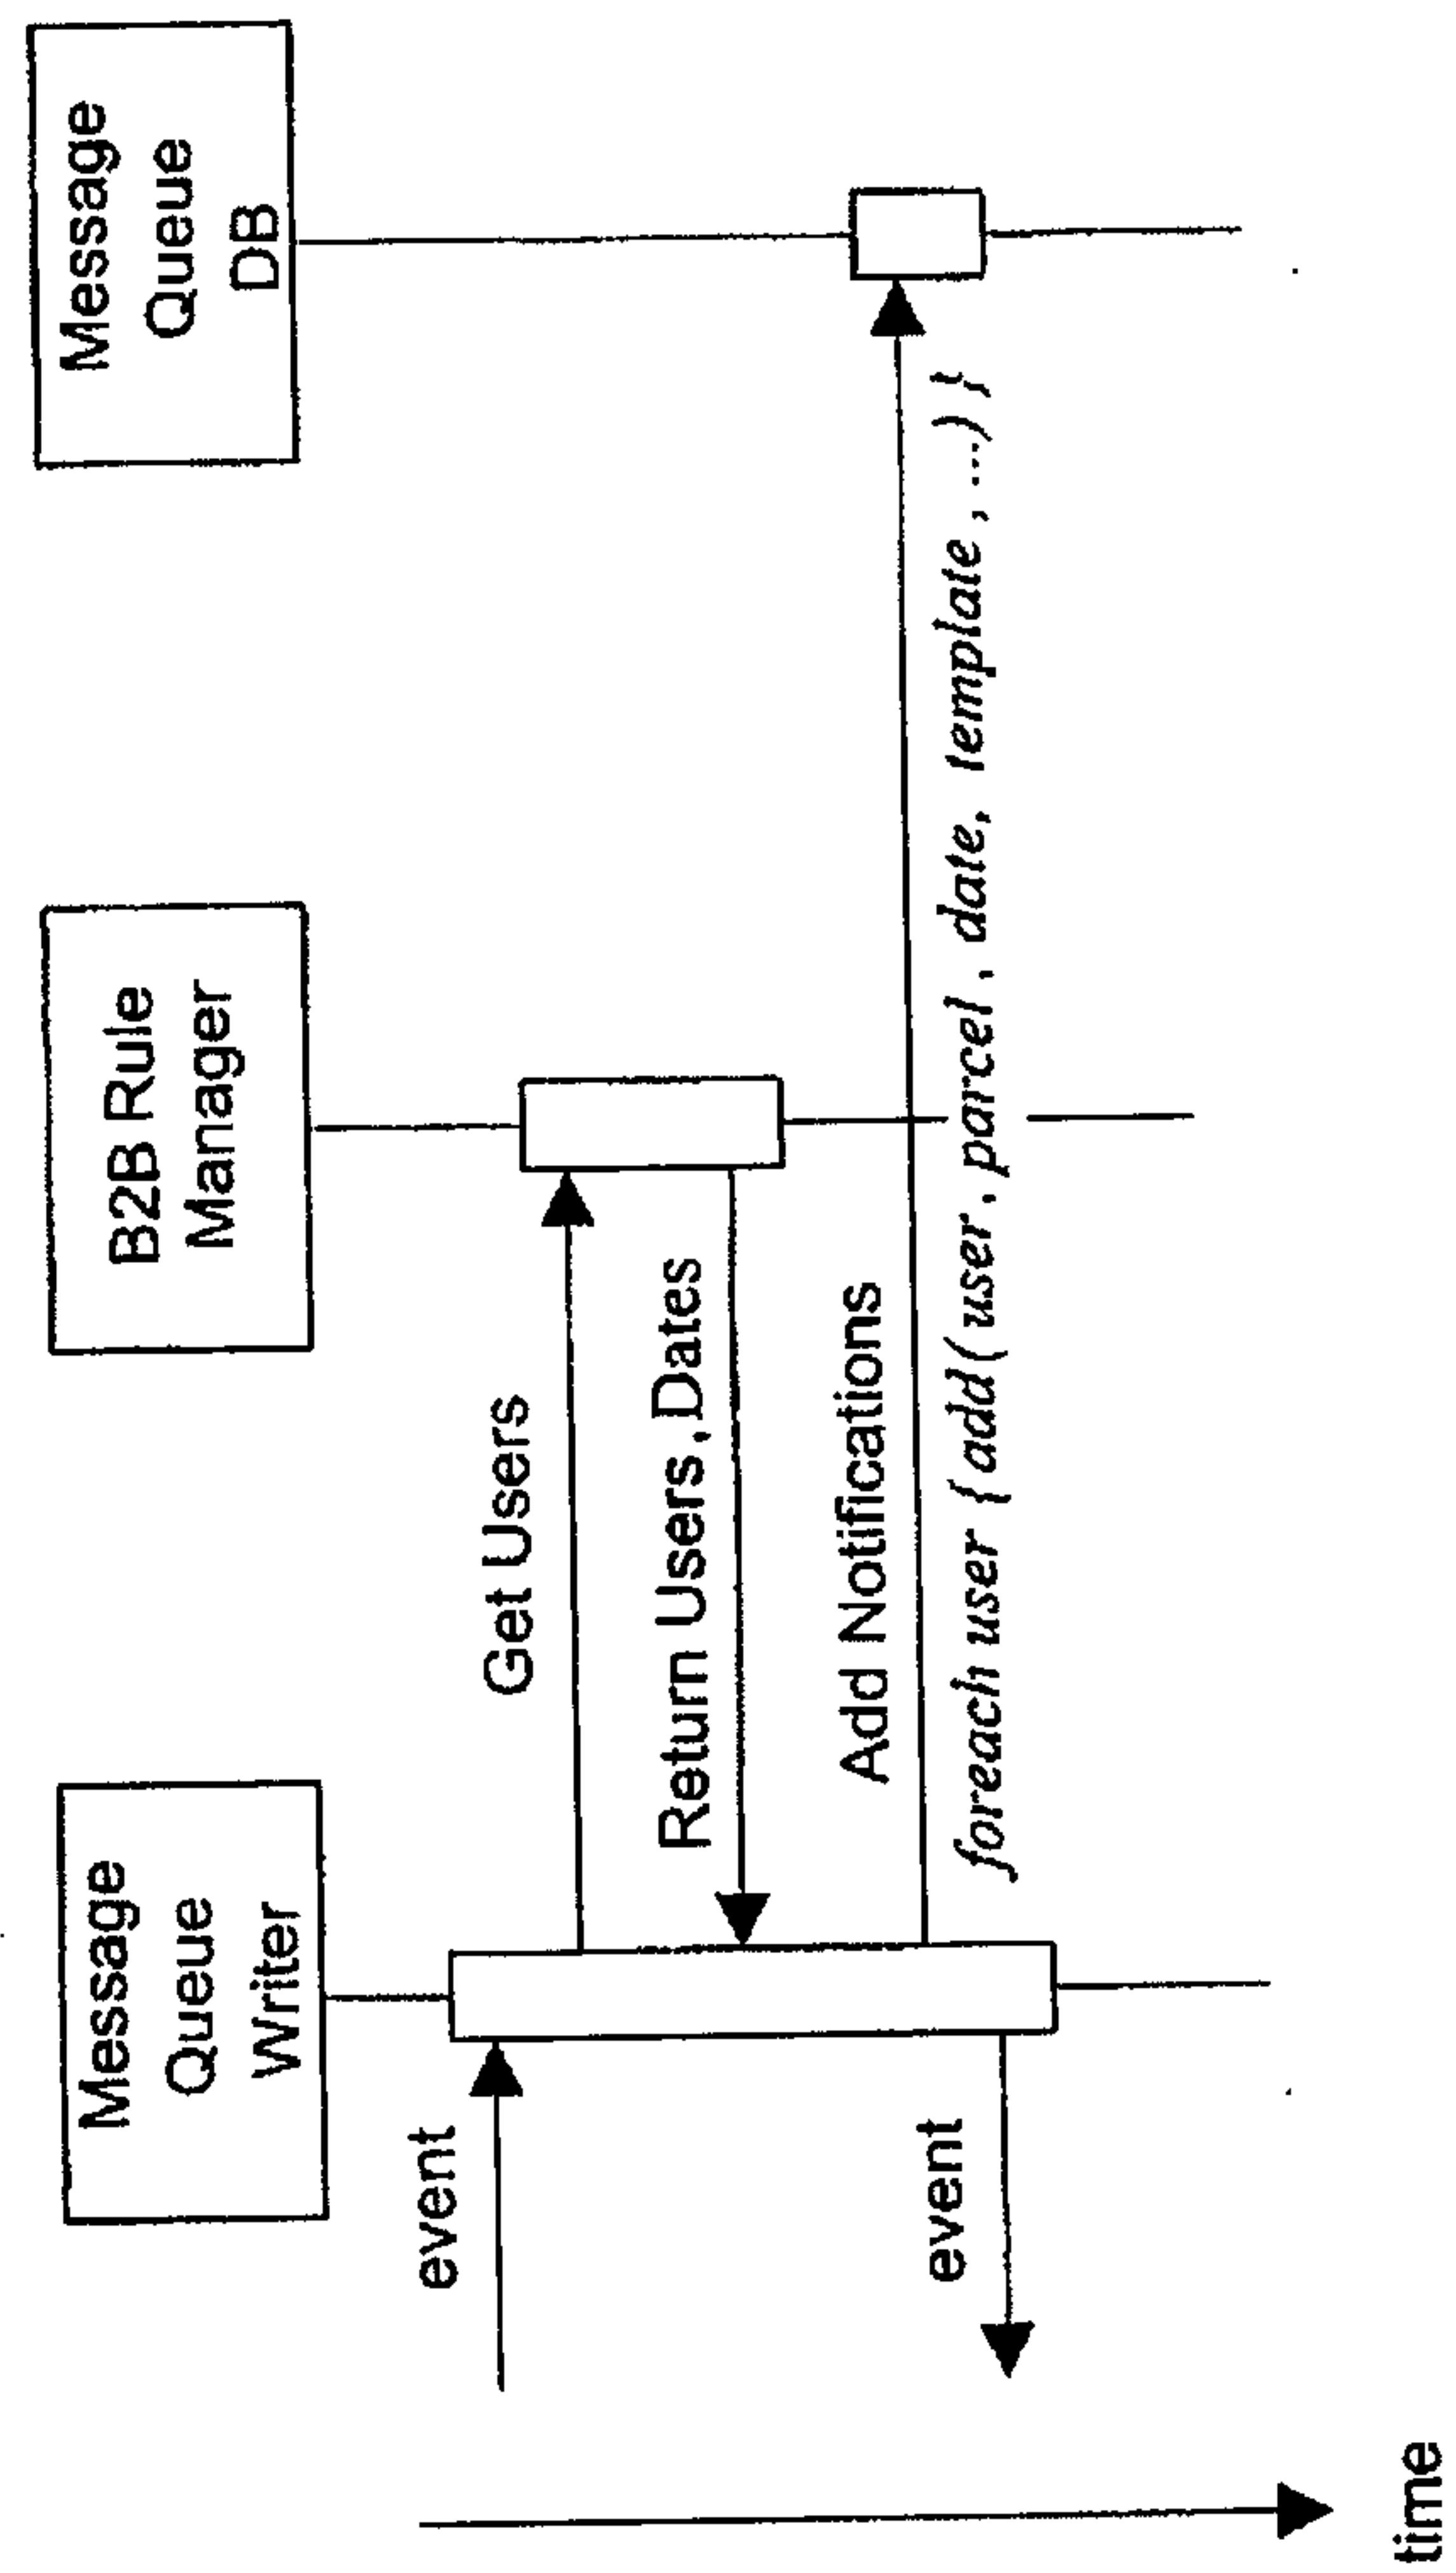 Message
Queue
Writer
B2B Rule
Manager
Message
Queue
DB
event
Get Users
Return Users, Dates
Add Notifications
foreach user { add( user, parcel, date, template, ...) }
event
time